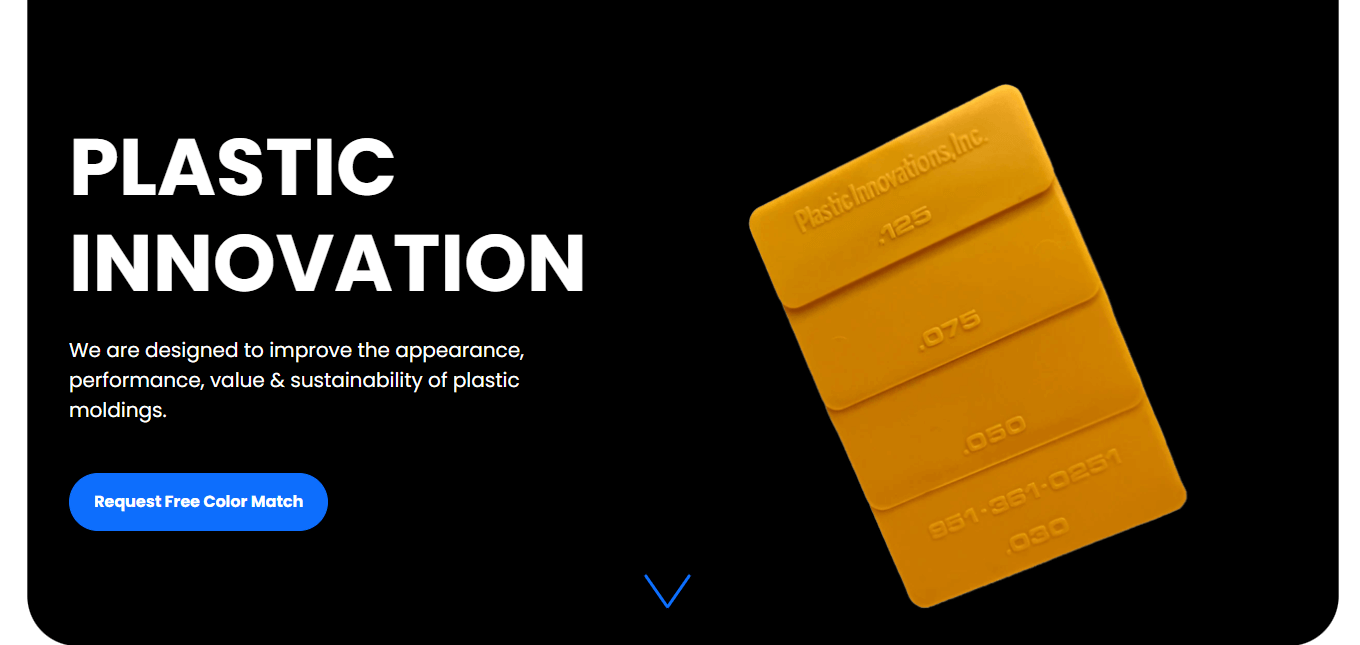 PLASTIC
INNOVATION
We are designed to improve the appearance,
performance, value & sustainability of plastic
moldings.
Request Free Color Match
Plastic Innovations, Inc.
.125
.075
.050
951-361-0251
.030